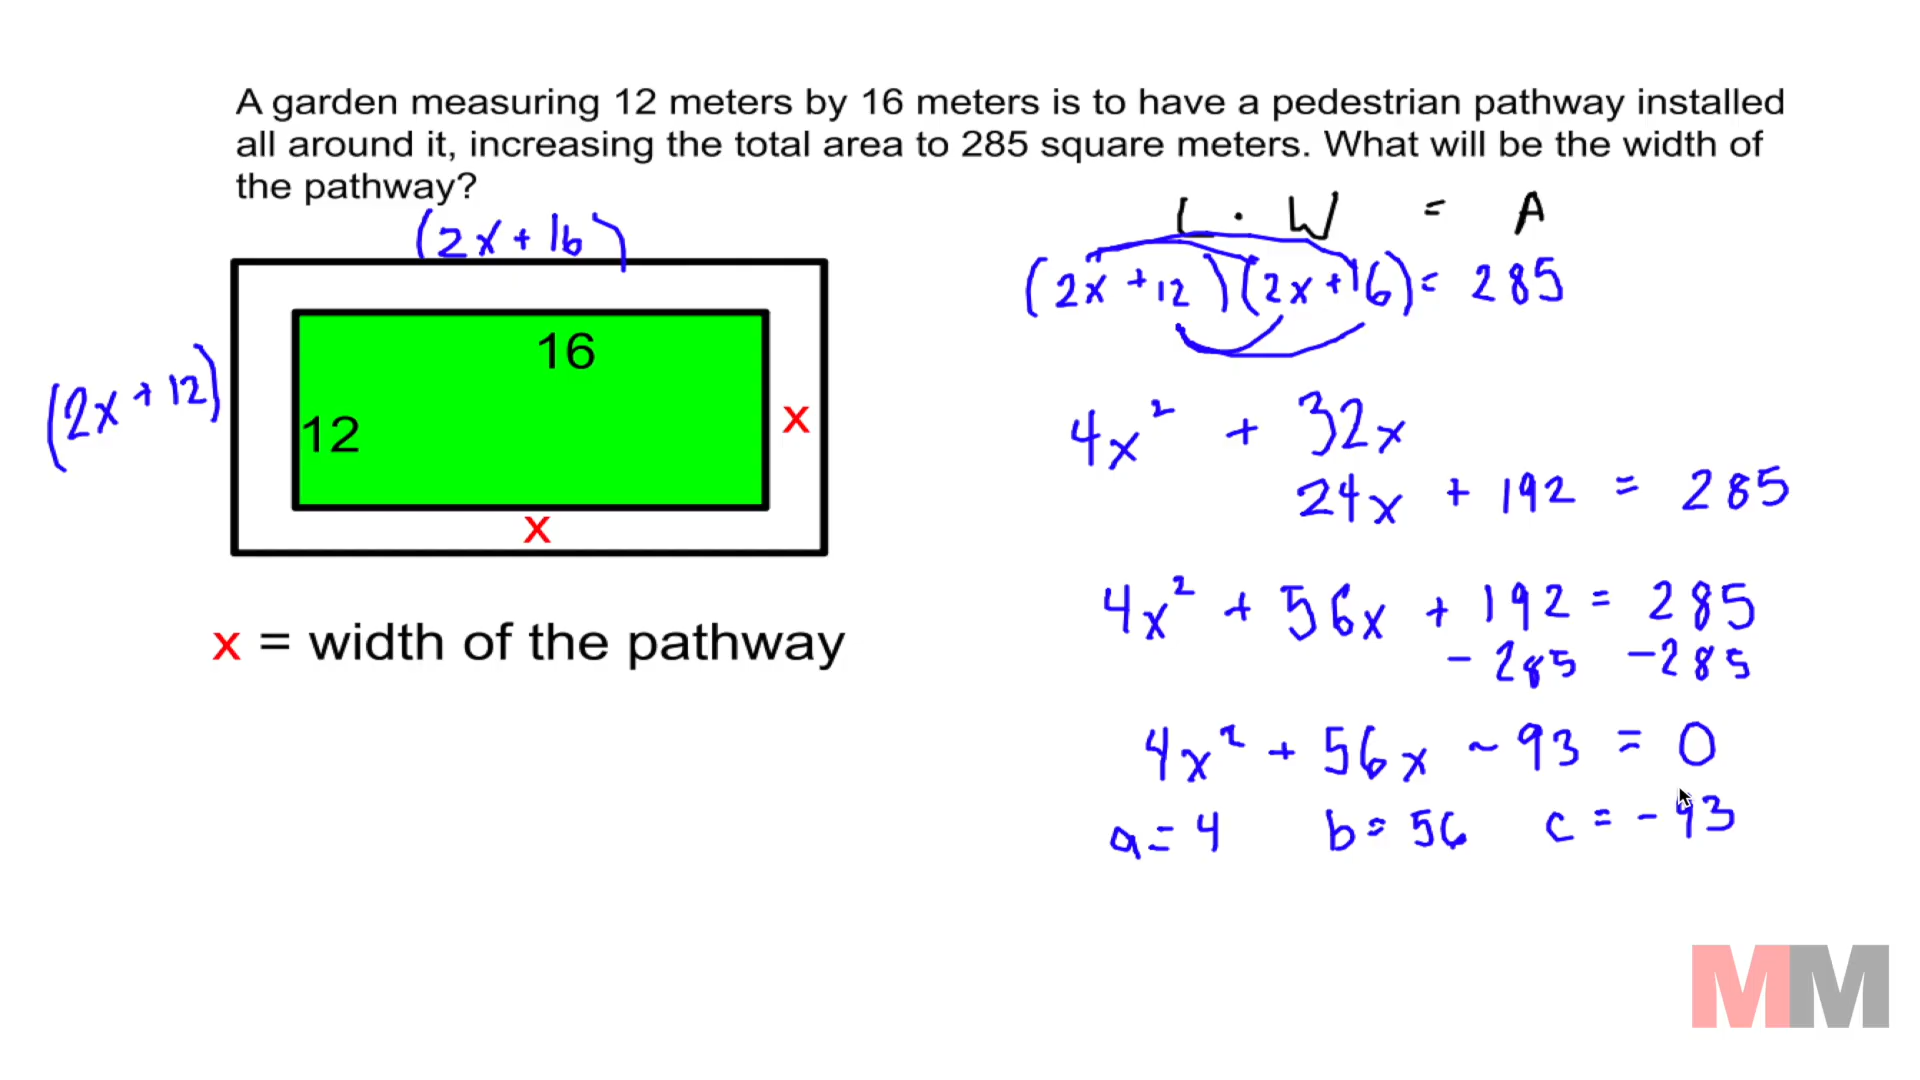 A garden measuring 12 meters by 16 meters is to have a pedestrian pathway installed
all around it, increasing the total area to 285 square meters. What will be the width of
the pathway?
L · W = A
(2x + 16)
(2x + 12)(2x + 16) = 285
16
(2x + 12)
12
x
x
x = width of the pathway
4x² + 32x
24x + 192 = 285
4x² + 56x + 192 = 285
- 285 - 285
4x² + 56x - 93 = 0
a = 4 b = 56 c = - 93
MM